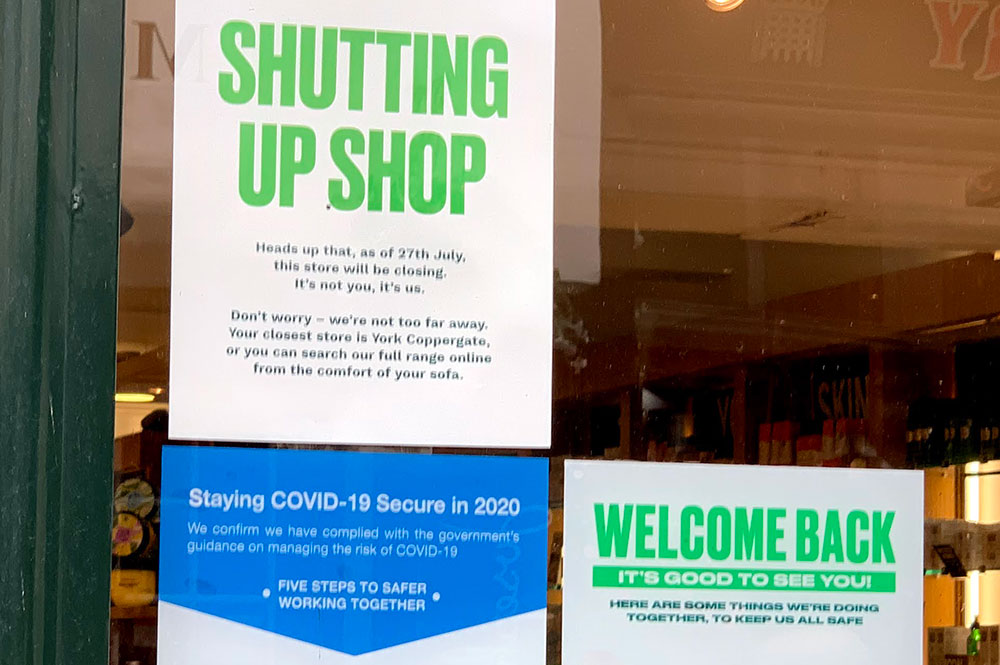 SHUTTING
UP SHOP
Heads up that, as of 27th July,
this store will be closing.
It's not you, it's us.
Don't worry – we're not too far away.
Your closest store is York Coppergate,
or you can search our full range online
from the comfort of your sofa.
Staying COVID-19 Secure in 2020
We confirm we have complied with the government's
guidance on managing the risk of COVID-19
• FIVE STEPS TO SAFER •
WORKING TOGETHER
WELCOME BACK
IT'S GOOD TO SEE YOU!
HERE ARE SOME THINGS WE'RE DOING
TOGETHER, TO KEEP US ALL SAFE
SKIN